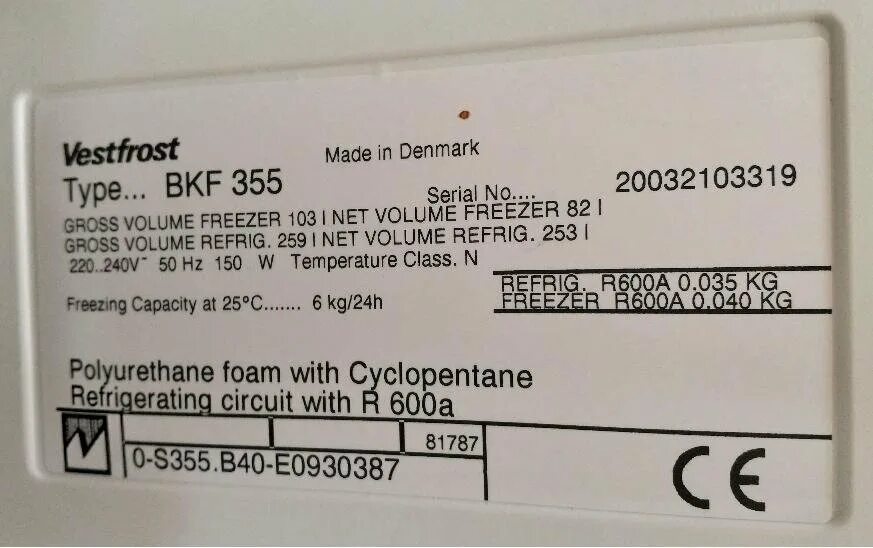 Vestfrost
Made in Denmark
Type... BKF 355
Serial No.... 20032103319
GROSS VOLUME FREEZER 103 l NET VOLUME FREEZER 82 l
GROSS VOLUME REFRIG. 259 l NET VOLUME REFRIG. 253 l
220..240V~ 50 Hz 150 W Temperature Class. N
REFRIG. R600A 0.035 KG
FREEZER R600A 0.040 KG
Freezing Capacity at 25°C....... 6 kg/24h
Polyurethane foam with Cyclopentane
Refrigerating circuit with R 600a
81787
0-S355.B40-E0930387
CE